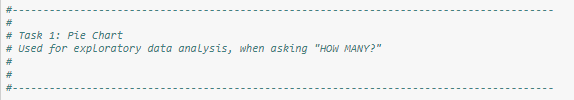 #------------------------------------------------------------------------------------------
#
# Task 1: Pie Chart
# Used for exploratory data analysis, when asking "HOW MANY?"
#
#
#------------------------------------------------------------------------------------------